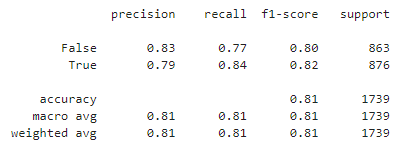 precision recall f1-score support
False 0.83 0.77 0.80 863
True 0.79 0.84 0.82 876
accuracy 0.81 1739
macro avg 0.81 0.81 0.81 1739
weighted avg 0.81 0.81 0.81 1739